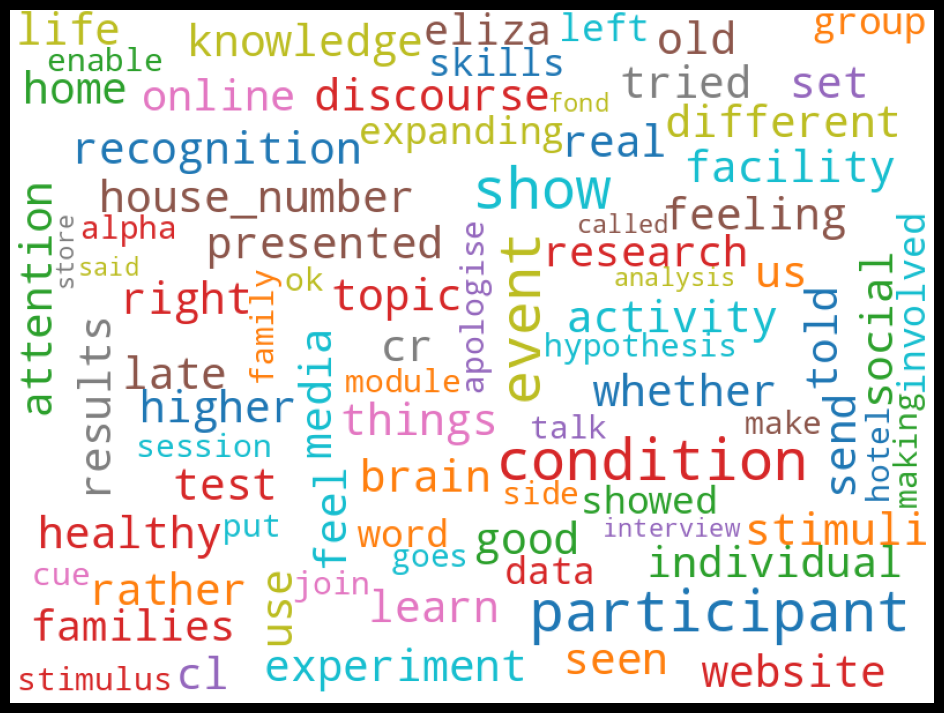 life knowledge eliza left old group
enable skills
home online discourse fond tried set
recognition expanding real different
facility
attention house_number show called feeling
store alpha presented apologise research involved
said ok event analysis us
right family topic activity told social
results late cr hypothesis
higher media module things whether
session talk make send hotel making
test feel brain condition
side showed
healthy put word good interview stimuli
cue goes data individual
rather use join learn participant
families
stimulus cl experiment seen website